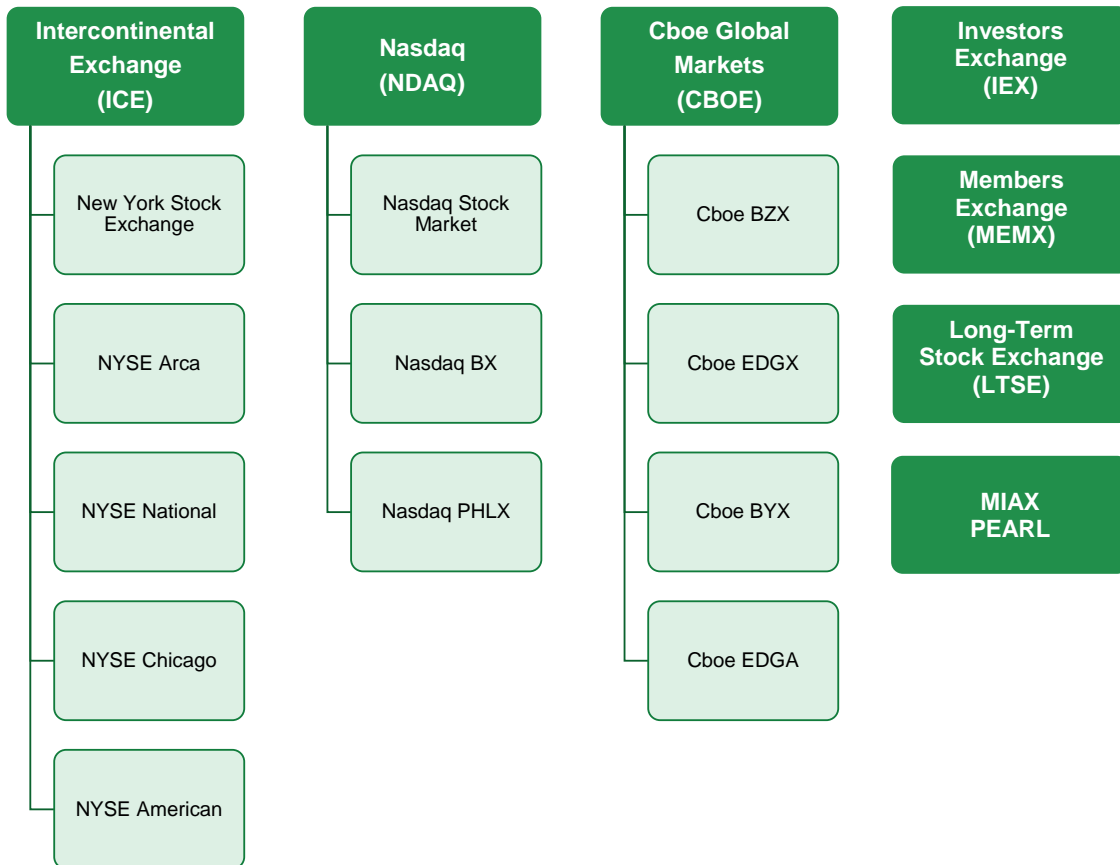 Intercontinental
Exchange
(ICE)
New York Stock
Exchange
NYSE Arca
NYSE National
NYSE Chicago
NYSE American
Nasdaq
(NDAQ)
Nasdaq Stock
Market
Nasdaq BX
Nasdaq PHLX
Cboe Global
Markets
(CBOE)
Cboe BZX
Cboe EDGX
Cboe BYX
Cboe EDGA
Investors
Exchange
(IEX)
Members
Exchange
(MEMX)
Long-Term
Stock Exchange
(LTSE)
MIAX
PEARL